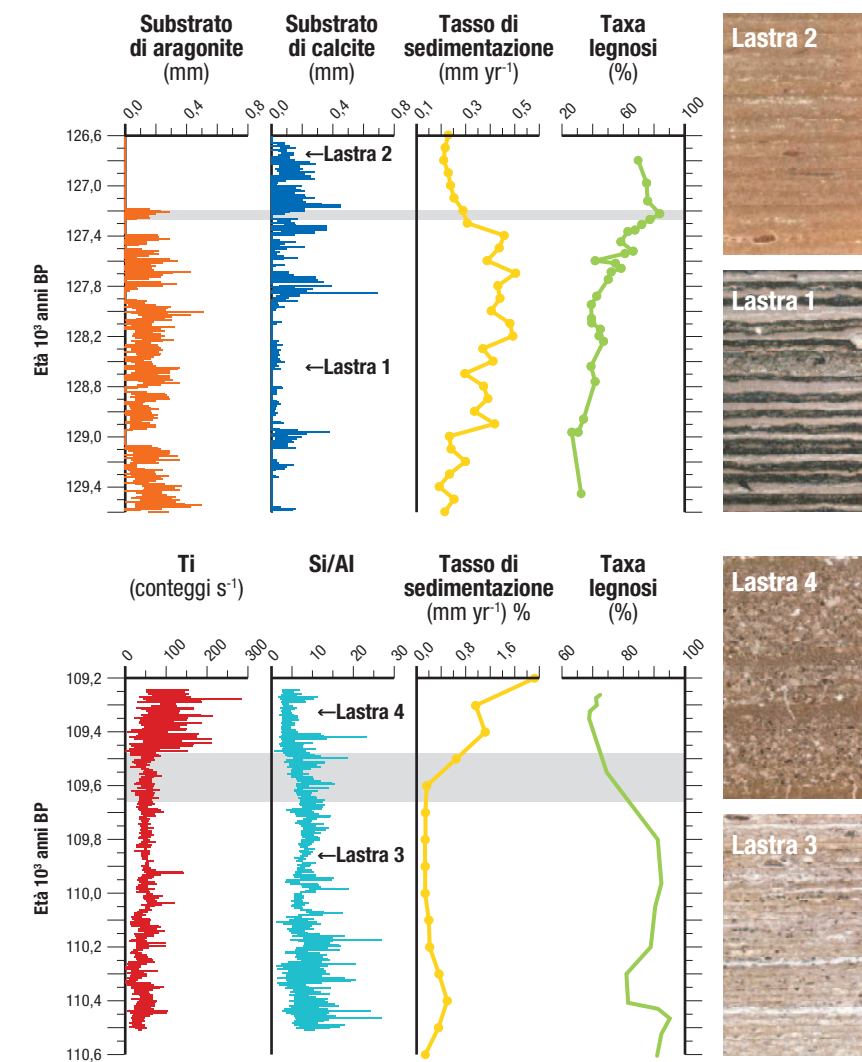 Substrato
di aragonite
(mm)
Substrato
di calcite
(mm)
Tasso di
sedimentazione
(mm yr⁻¹)
Taxa
legnosi
(%)
0,0 0,4 0,8
0,0 0,4 0,8
0,1 0,3 0,5
20 60 100
Età 10³ anni BP
126,6
127,0
127,4
127,8
128,2
128,6
128,8
129,0
129,4
←Lastra 2
←Lastra 1
Lastra 2
Lastra 1
Ti
(conteggi s⁻¹)
Si/Al
Tasso di
sedimentazione
(mm yr⁻¹) %
Taxa
legnosi
(%)
0 100 200 300
0 10 20 30
0,0 0,8 1,6
60 80 100
Età 10³ anni BP
109,2
109,4
109,6
109,8
110,0
110,2
110,4
110,6
←Lastra 4
←Lastra 3
Lastra 4
Lastra 3